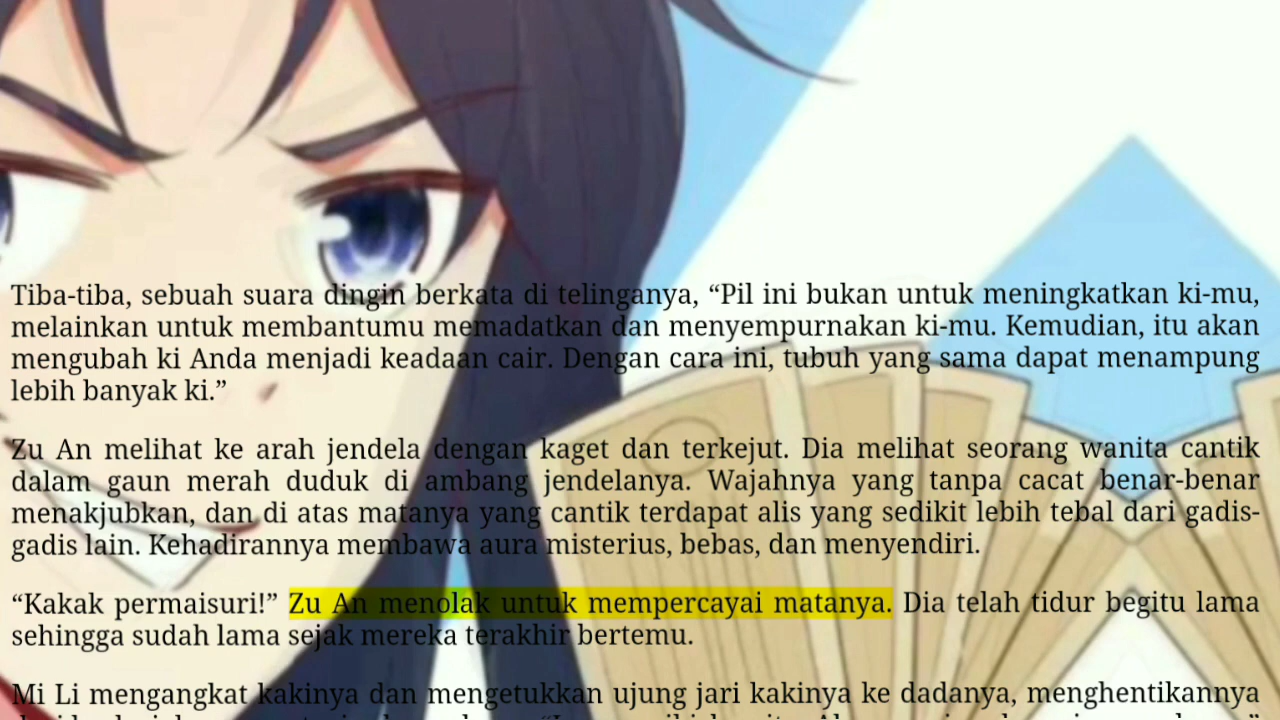 Tiba-tiba, sebuah suara dingin berkata di telinganya, “Pil ini bukan untuk meningkatkan ki-mu,
melainkan untuk membantumu memadatkan dan menyempurnakan ki-mu. Kemudian, itu akan
mengubah ki Anda menjadi keadaan cair. Dengan cara ini, tubuh yang sama dapat menampung
lebih banyak ki.”
Zu An melihat ke arah jendela dengan kaget dan terkejut. Dia melihat seorang wanita cantik
dalam gaun merah duduk di ambang jendelanya. Wajahnya yang tanpa cacat benar-benar
menakjubkan, dan di atas matanya yang cantik terdapat alis yang sedikit lebih tebal dari gadis-
gadis lain. Kehadirannya membawa aura misterius, bebas, dan menyendiri.
“Kakak permaisuri!” Zu An menolak untuk mempercayai matanya. Dia telah tidur begitu lama
sehingga sudah lama sejak mereka terakhir bertemu.
Mi Li mengangkat kakinya dan mengetukkan ujung jari kakinya ke dadanya, menghentikannya